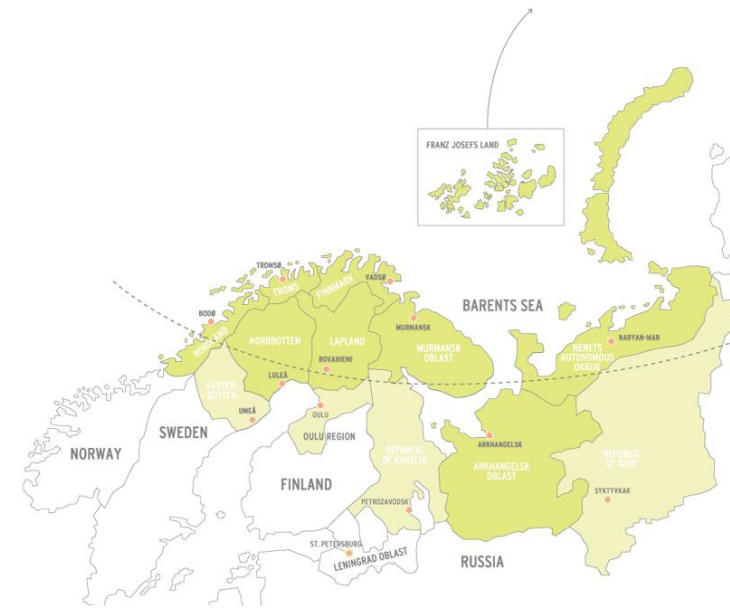 FRANZ JOSEFS LAND
TROMSØ
VADSØ
TROMS
FINNMARK
BARENTS SEA
BODØ
NORDLAND
MURMANSK
NORRBOTTEN
LAPLAND
MURMANSK
OBLAST
NARYAN-MAR
NENETS
AUTONOMOUS
OKRUG
ROVANIEMI
LULEÅ
VÄSTER-
BOTTEN
UMEÅ
OULU
OULU REGION
NORWAY
SWEDEN
FINLAND
REPUBLIC
OF KARELIA
ARKHANGELSK
ARKHANGELSK
OBLAST
REPUBLIC
OF KOMI
PETROZAVODSK
SYKTYVKAR
ST. PETERSBURG
LENINGRAD OBLAST
RUSSIA